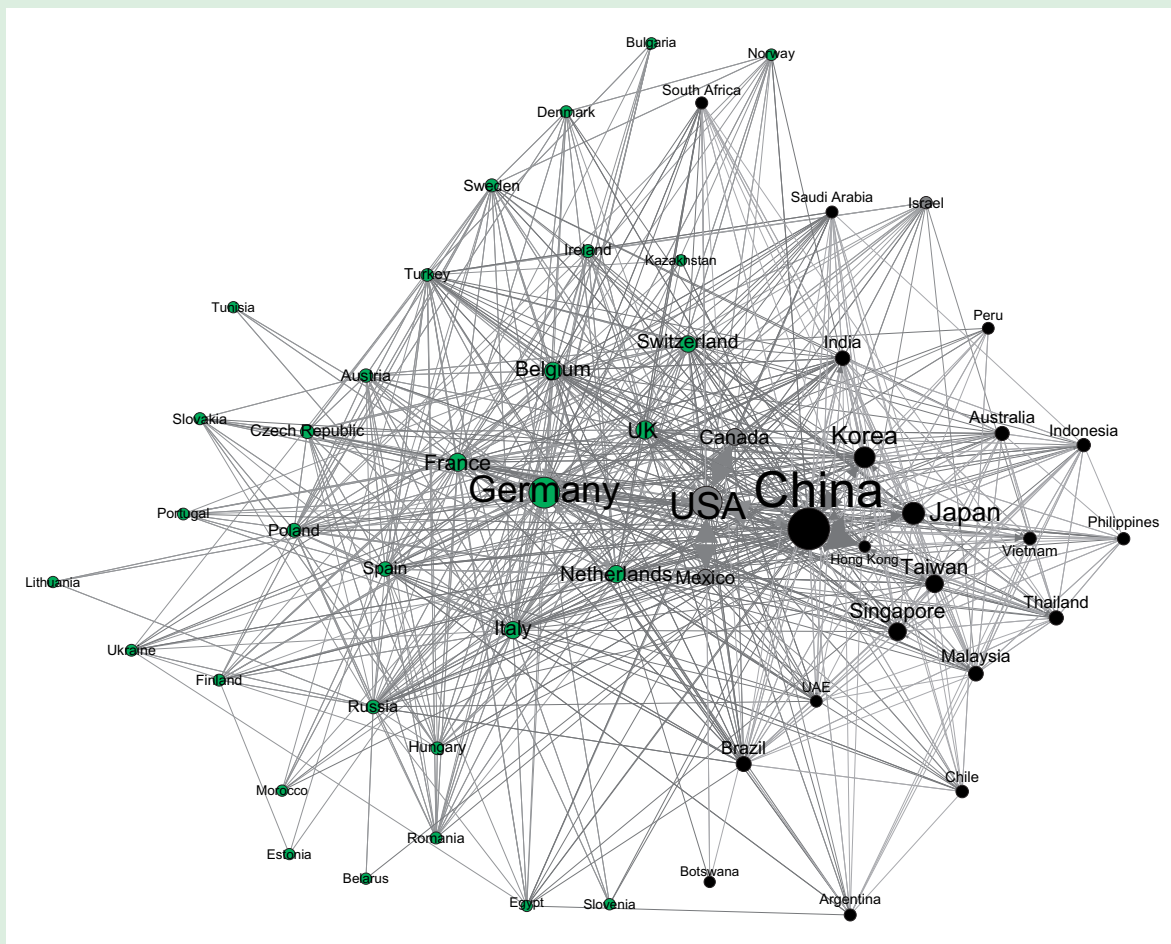 Bulgaria
Norway
South Africa
Denmark
Sweden
Saudi Arabia
Israel
Ireland
Kazakhstan
Turkey
Tunisia
Peru
Switzerland
India
Belgium
Austria
Slovakia
Czech Republic
UK
Canada
Korea
Australia
Indonesia
France
Germany
USA
China
Portugal
Poland
Japan
Philippines
Vietnam
Hong Kong
Lithuania
Spain
Netherlands
Mexico
Taiwan
Thailand
Singapore
Italy
Ukraine
Malaysia
Finland
UAE
Russia
Hungary
Brazil
Chile
Morocco
Romania
Estonia
Belarus
Botswana
Egypt
Slovenia
Argentina